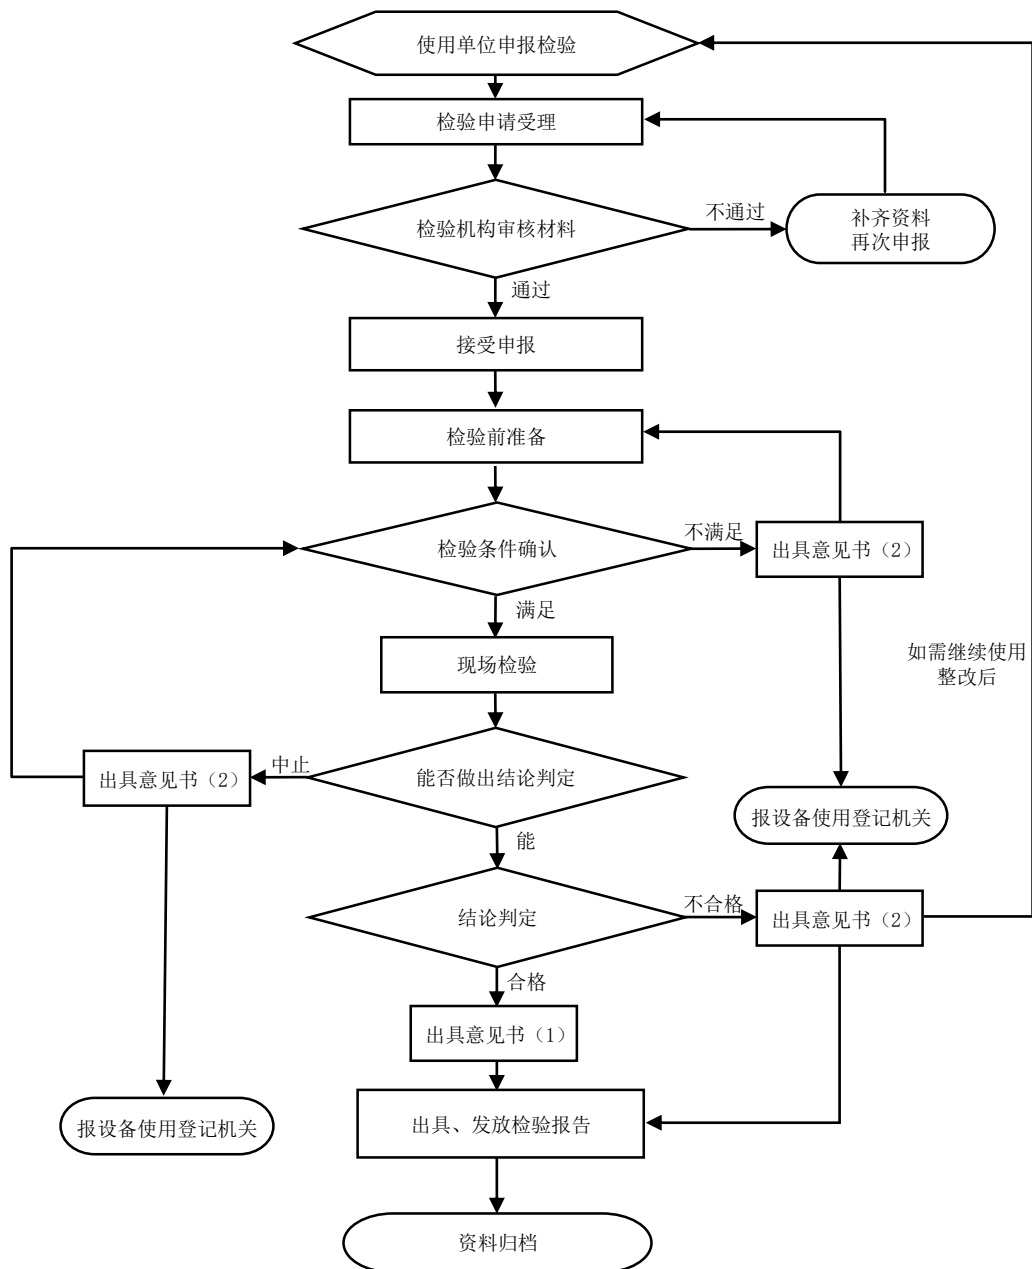 使用单位申报检验
检验申请受理
检验机构审核材料
不通过
补齐资料
再次申报
通过
接受申报
检验前准备
检验条件确认
不满足
出具意见书（2）
满足
现场检验
如需继续使用
整改后
出具意见书（2）
中止
能否做出结论判定
报设备使用登记机关
能
结论判定
不合格
出具意见书（2）
合格
出具意见书（1）
出具、发放检验报告
报设备使用登记机关
资料归档